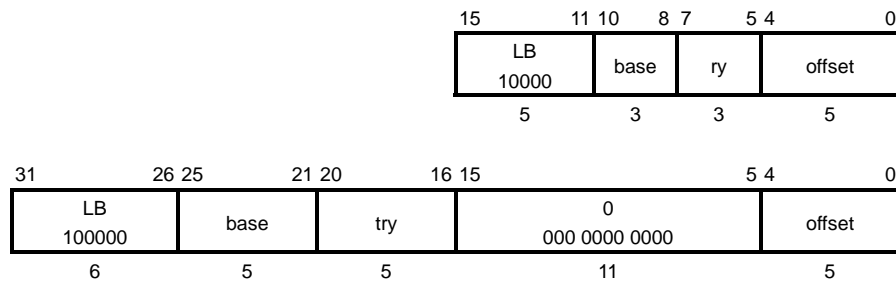 15 11 10 8 7 5 4 0
LB base ry offset
10000
5 3 3 5
31 26 25 21 20 16 15 5 4 0
LB base try 0 offset
100000 000 0000 0000
6 5 5 11 5